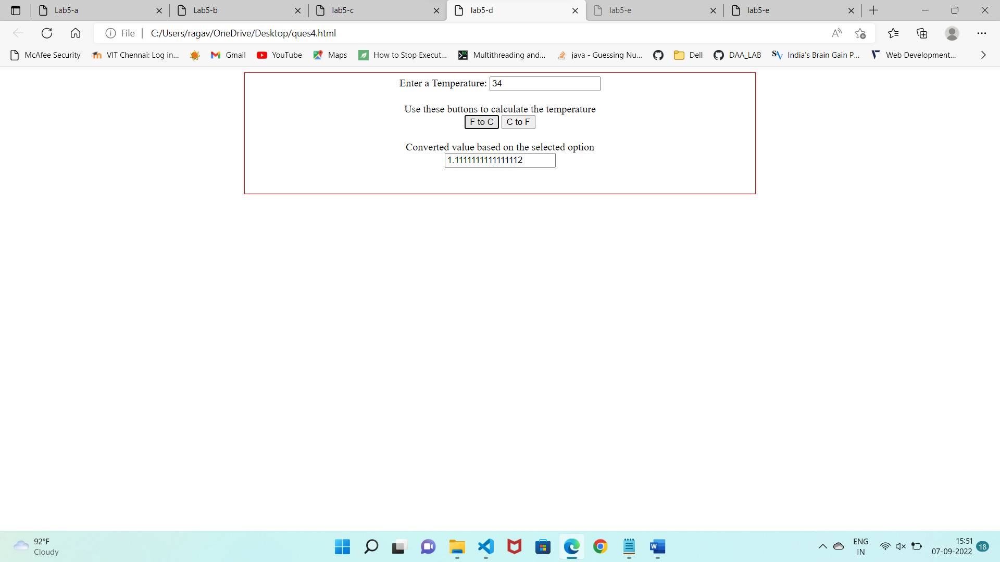 Lab5-a
Lab5-b
lab5-c
lab5-d
lab5-e
lab5-e
File
C:/Users/ragav/OneDrive/Desktop/ques4.html
McAfee Security
VIT Chennai: Log in...
Gmail
YouTube
Maps
How to Stop Execut...
Multithreading and...
java - Guessing Nu...
Dell
DAA_LAB
India's Brain Gain P...
Web Development...
Enter a Temperature: 34
Use these buttons to calculate the temperature
F to C C to F
Converted value based on the selected option
1.1111111111111112
92°F
Cloudy
ENG
IN
15:51
07-09-2022
18